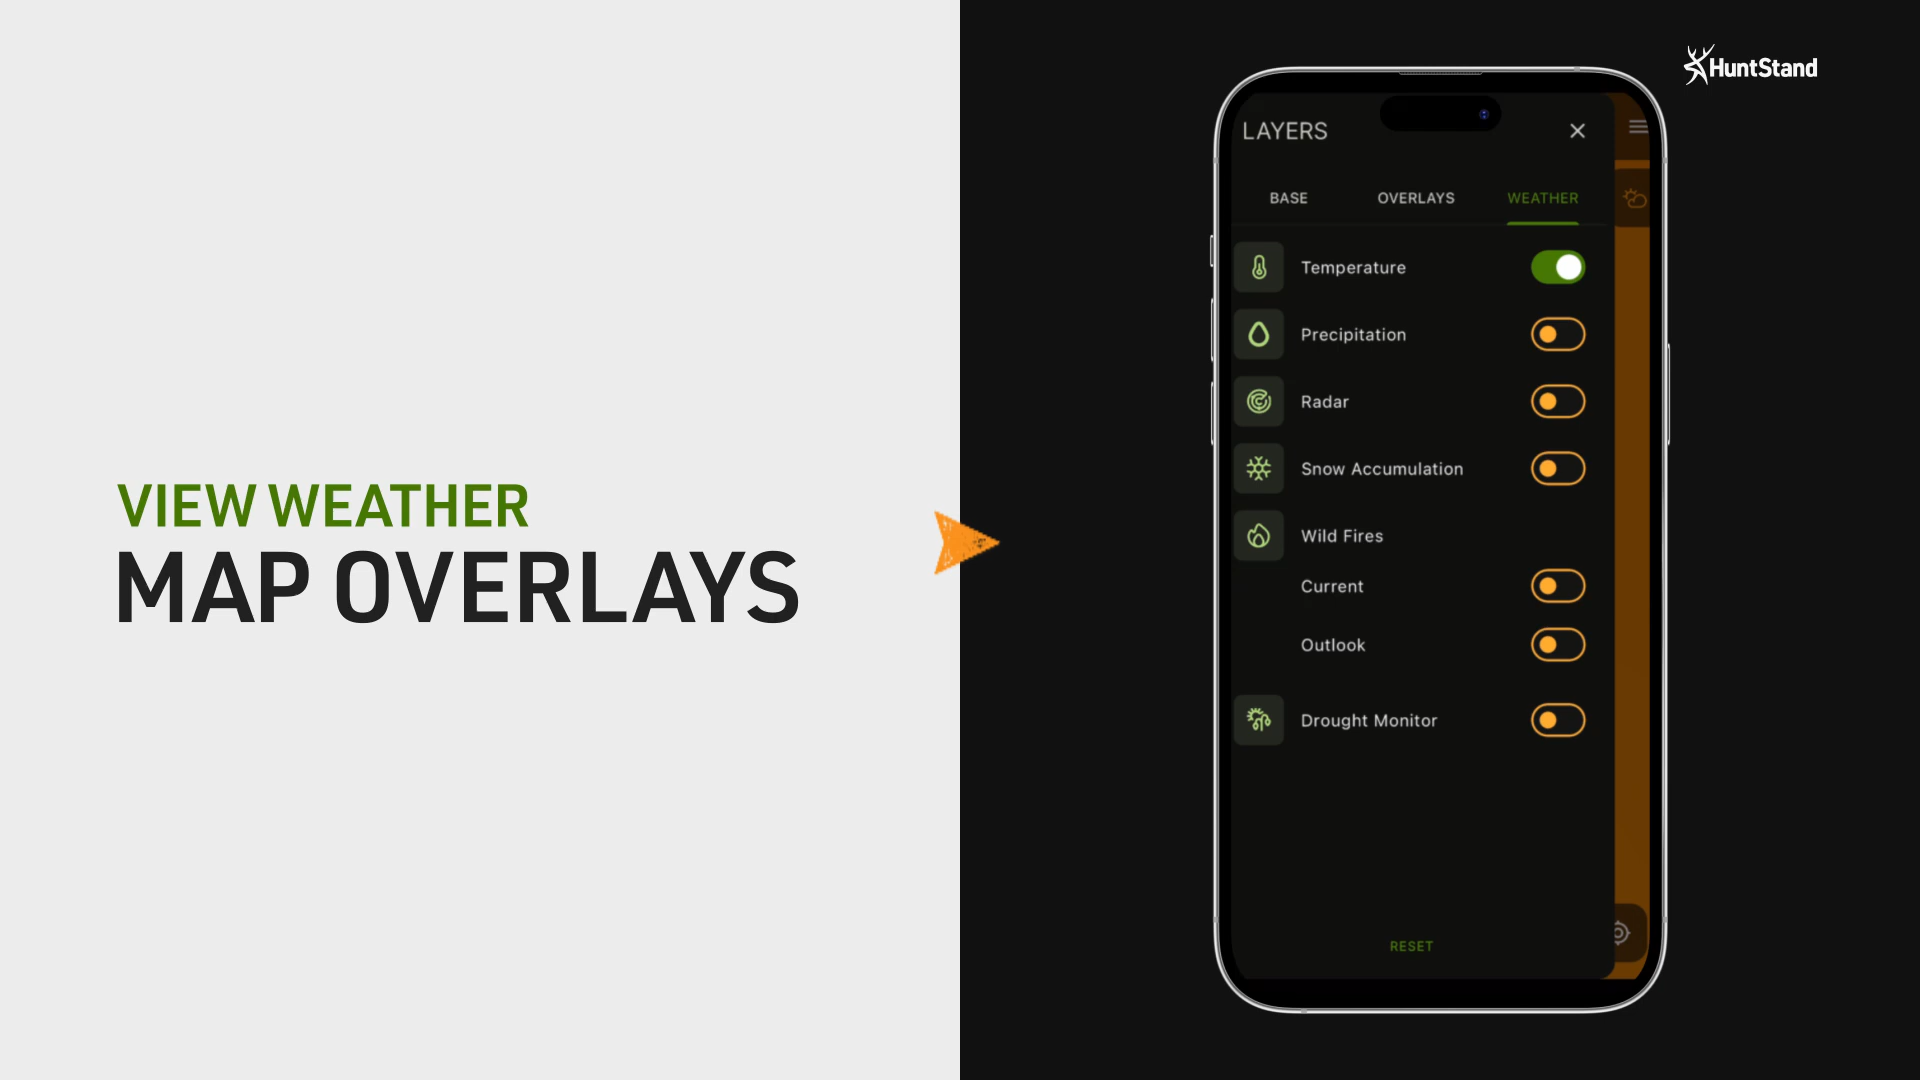 VIEW WEATHER
MAP OVERLAYS
HuntStand
LAYERS
BASE OVERLAYS WEATHER
Temperature
Precipitation
Radar
Snow Accumulation
Wild Fires
Current
Outlook
Drought Monitor
RESET